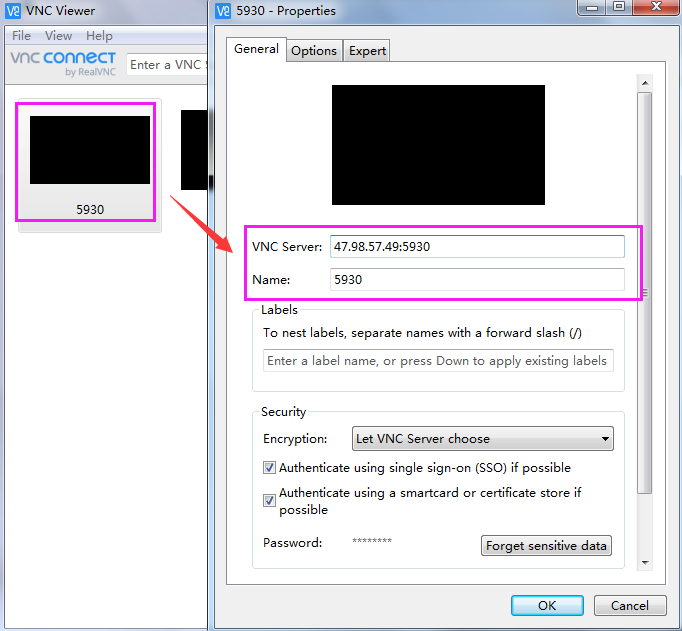 VNC Viewer
File View Help
vnc connect
by RealVNC
Enter a VNC S
5930
5930 - Properties
General Options Expert
VNC Server: 47.98.57.49:5930
Name: 5930
Labels
To nest labels, separate names with a forward slash (/)
Enter a label name, or press Down to apply existing labels
Security
Encryption: Let VNC Server choose
Authenticate using single sign-on (SSO) if possible
Authenticate using a smartcard or certificate store if
possible
Password: ********
Forget sensitive data
OK Cancel